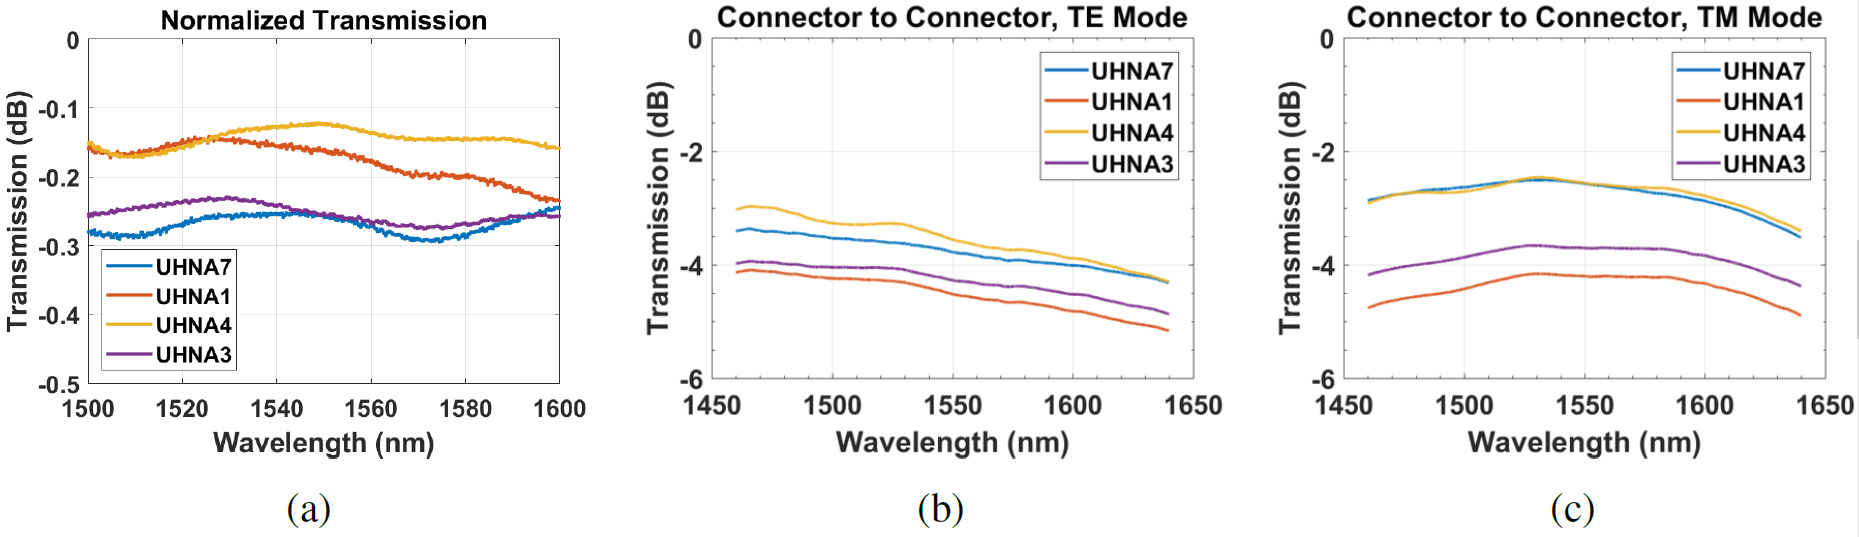 Normalized Transmission
0
-0.1
-0.2
-0.3
-0.4
-0.5
Transmission (dB)
UHNA7
UHNA1
UHNA4
UHNA3
1500 1520 1540 1560 1580 1600
Wavelength (nm)
(a)
Connector to Connector, TE Mode
0
-2
-4
-6
Transmission (dB)
UHNA7
UHNA1
UHNA4
UHNA3
1450 1500 1550 1600 1650
Wavelength (nm)
(b)
Connector to Connector, TM Mode
0
-2
-4
-6
Transmission (dB)
UHNA7
UHNA1
UHNA4
UHNA3
1450 1500 1550 1600 1650
Wavelength (nm)
(c)